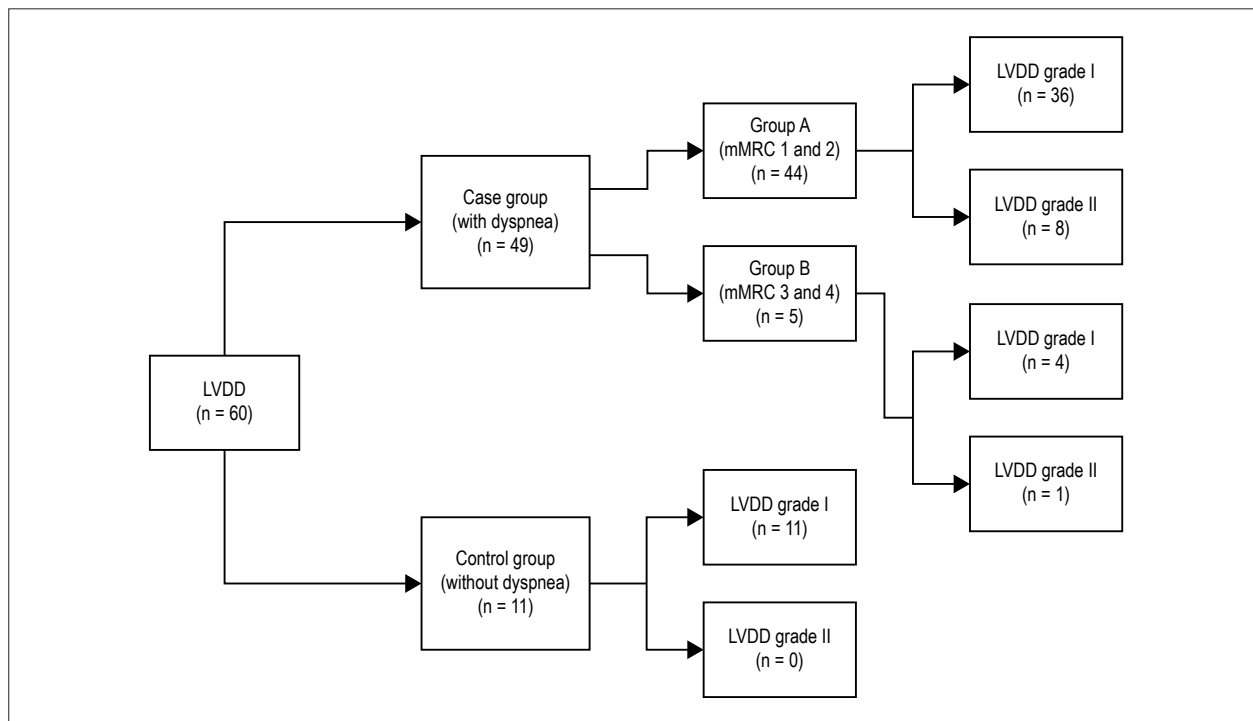 LVDD
(n = 60)
Case group
(with dyspnea)
(n = 49)
Control group
(without dyspnea)
(n = 11)
Group A
(mMRC 1 and 2)
(n = 44)
Group B
(mMRC 3 and 4)
(n = 5)
LVDD grade I
(n = 11)
LVDD grade II
(n = 0)
LVDD grade I
(n = 36)
LVDD grade II
(n = 8)
LVDD grade I
(n = 4)
LVDD grade II
(n = 1)